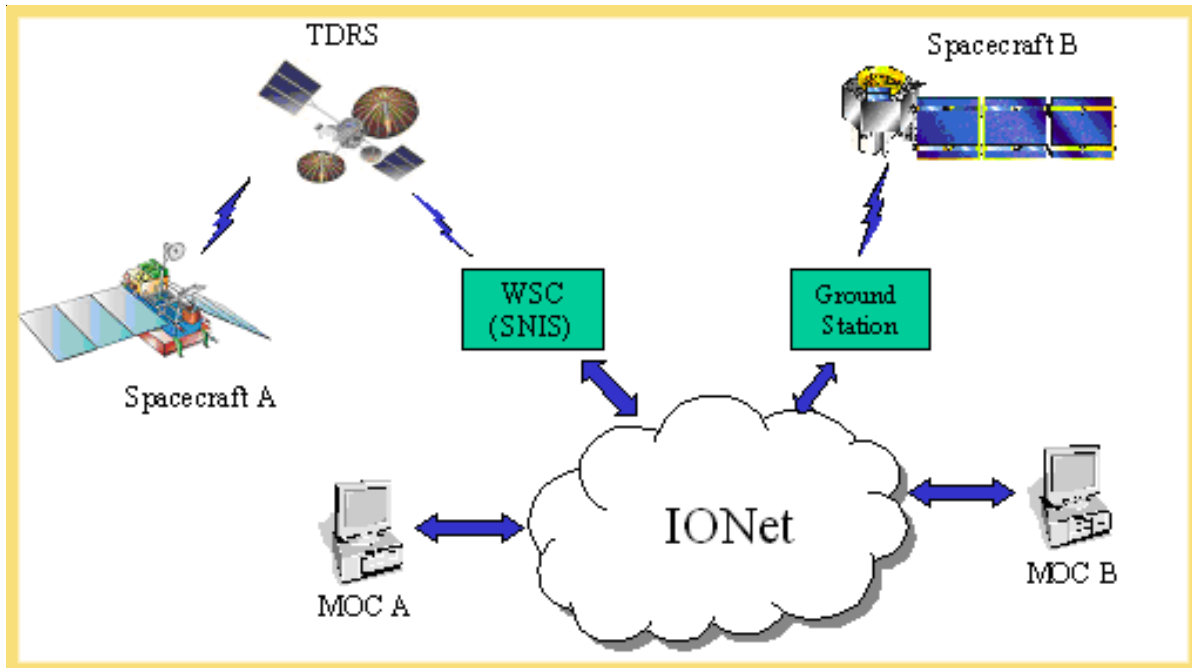 TDRS
Spacecraft B
WSC
(SNIS)
Ground
Station
Spacecraft A
IONet
MOC A
MOC B